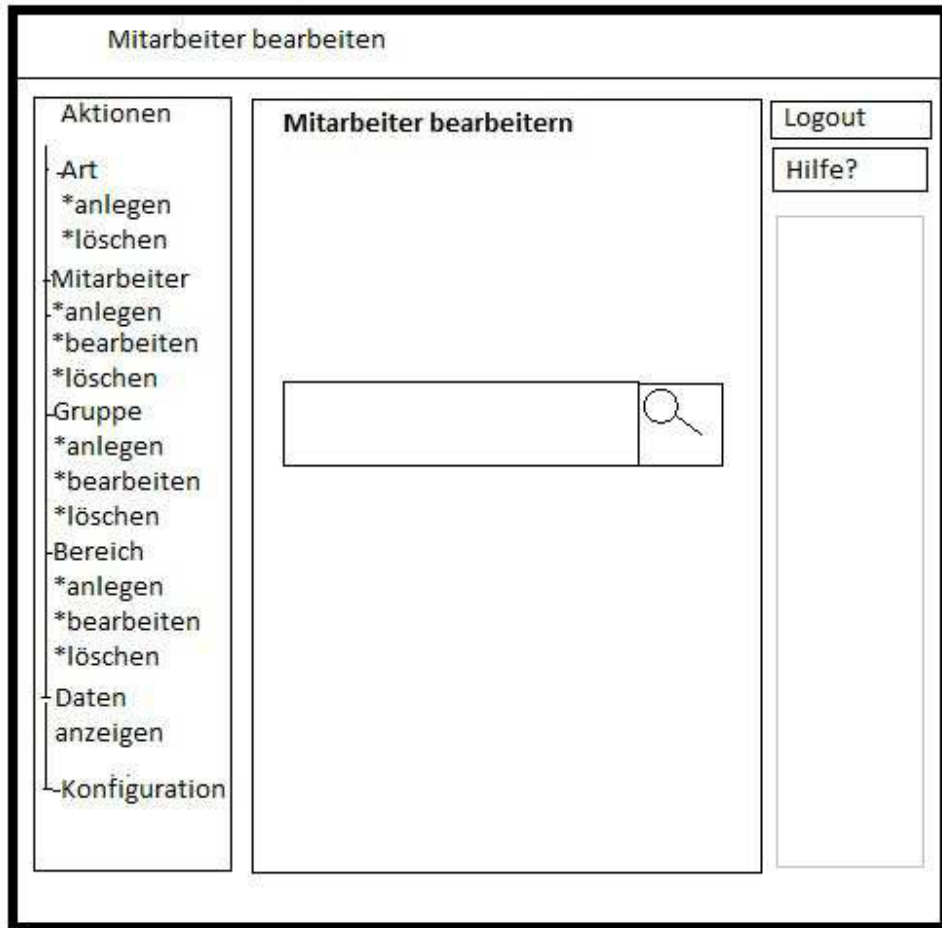 Mitarbeiter bearbeiten
Aktionen
-Art
*anlegen
*löschen
-Mitarbeiter
*anlegen
*bearbeiten
*löschen
-Gruppe
*anlegen
*bearbeiten
*löschen
-Bereich
*anlegen
*bearbeiten
*löschen
-Daten
anzeigen
-Konfiguration
Mitarbeiter bearbeitern
Logout
Hilfe?